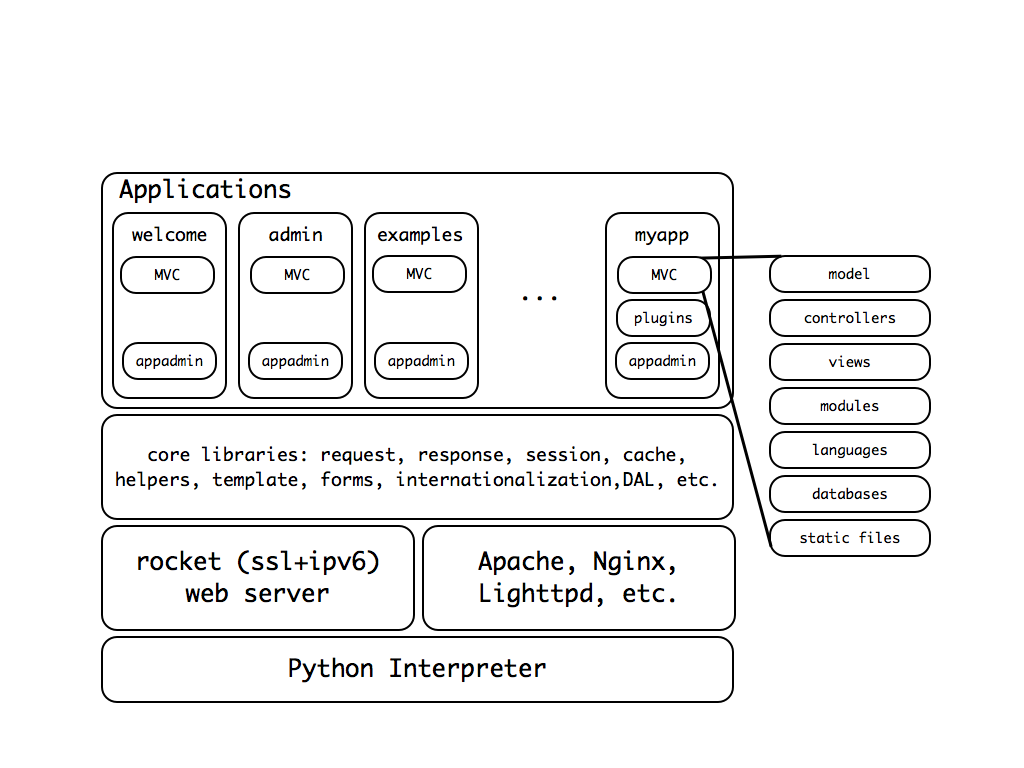 Applications
welcome
admin
examples
myapp
MVC
MVC
MVC
MVC
...
plugins
appadmin
appadmin
appadmin
appadmin
model
controllers
views
modules
languages
databases
static files
core libraries: request, response, session, cache,
helpers, template, forms, internationalization,DAL, etc.
rocket (ssl+ipv6)
web server
Apache, Nginx,
Lighttpd, etc.
Python Interpreter